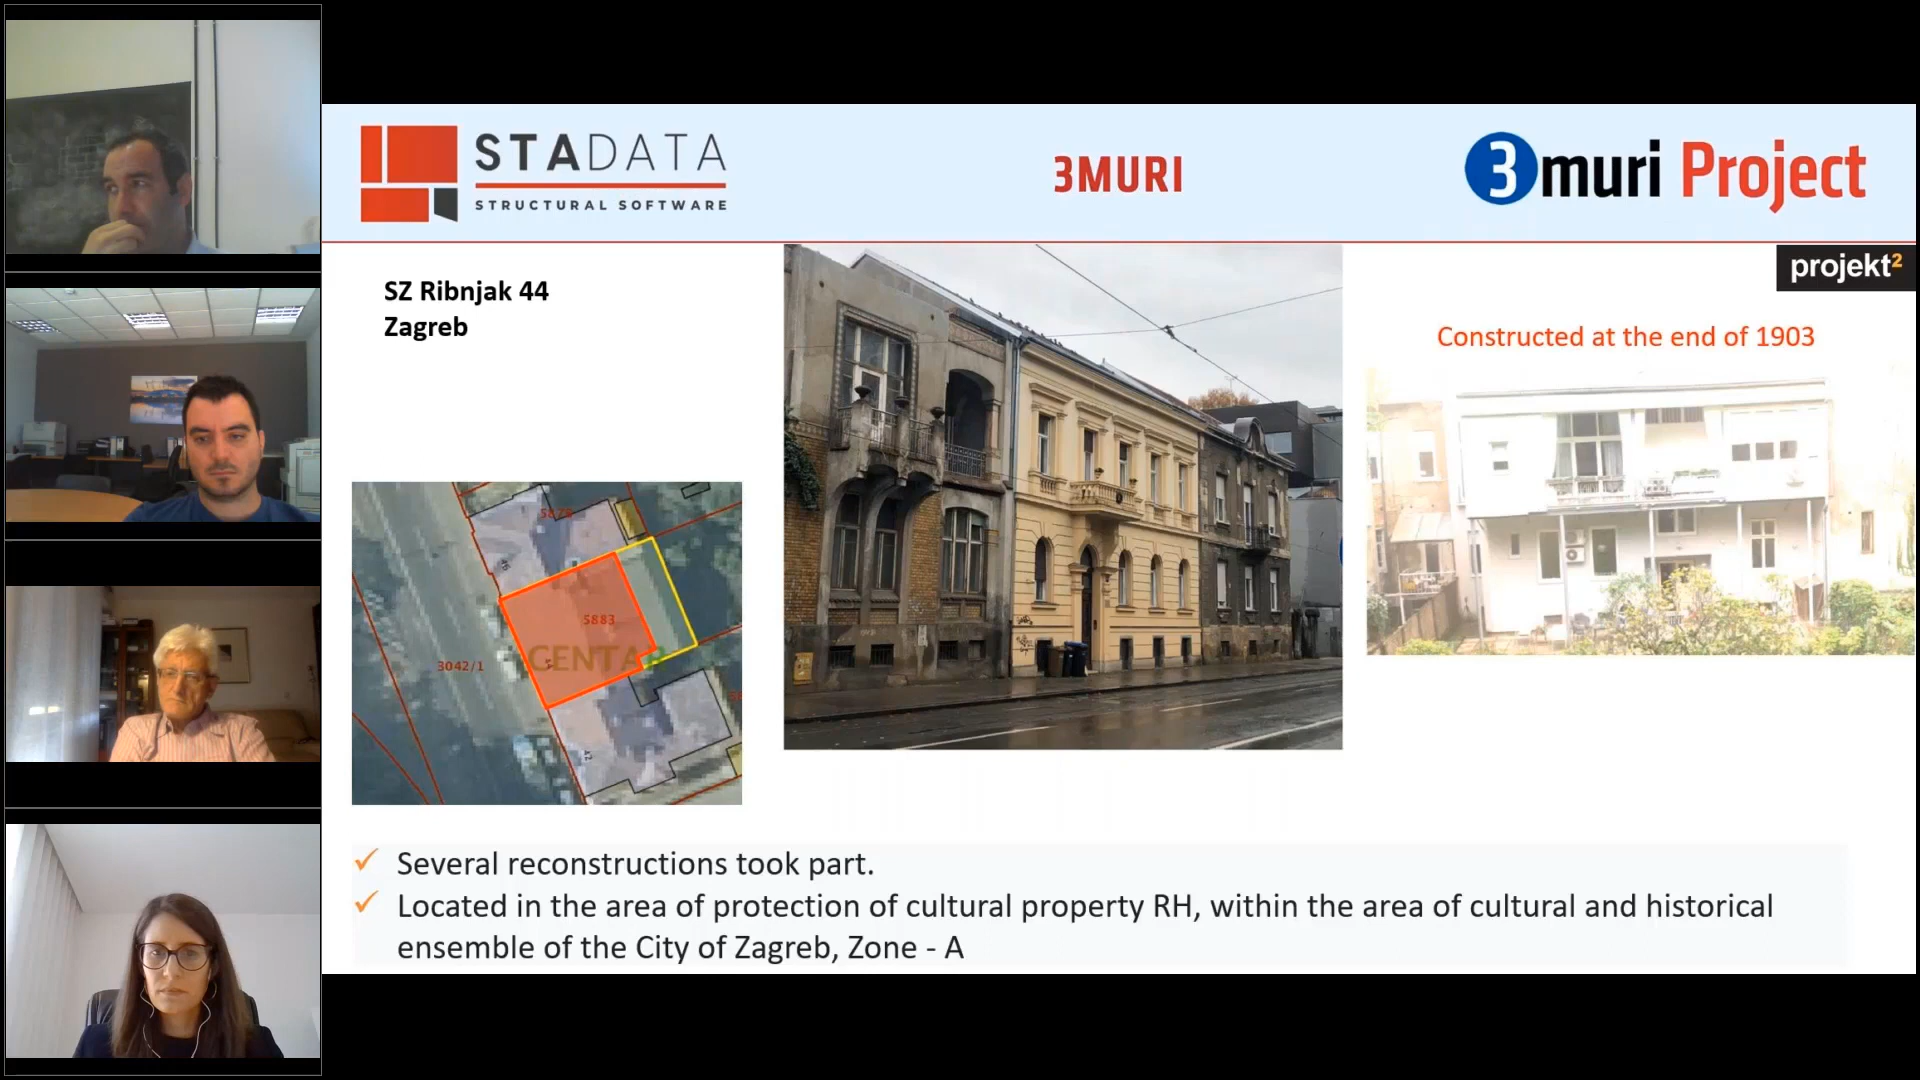 STADATA
STRUCTURAL SOFTWARE
3MURI
3muri Project
projekt²
SZ Ribnjak 44
Zagreb
Constructed at the end of 1903
5883
3042/1
CENTAR
42
✓ Several reconstructions took part.
✓ Located in the area of protection of cultural property RH, within the area of cultural and historical
ensemble of the City of Zagreb, Zone - A